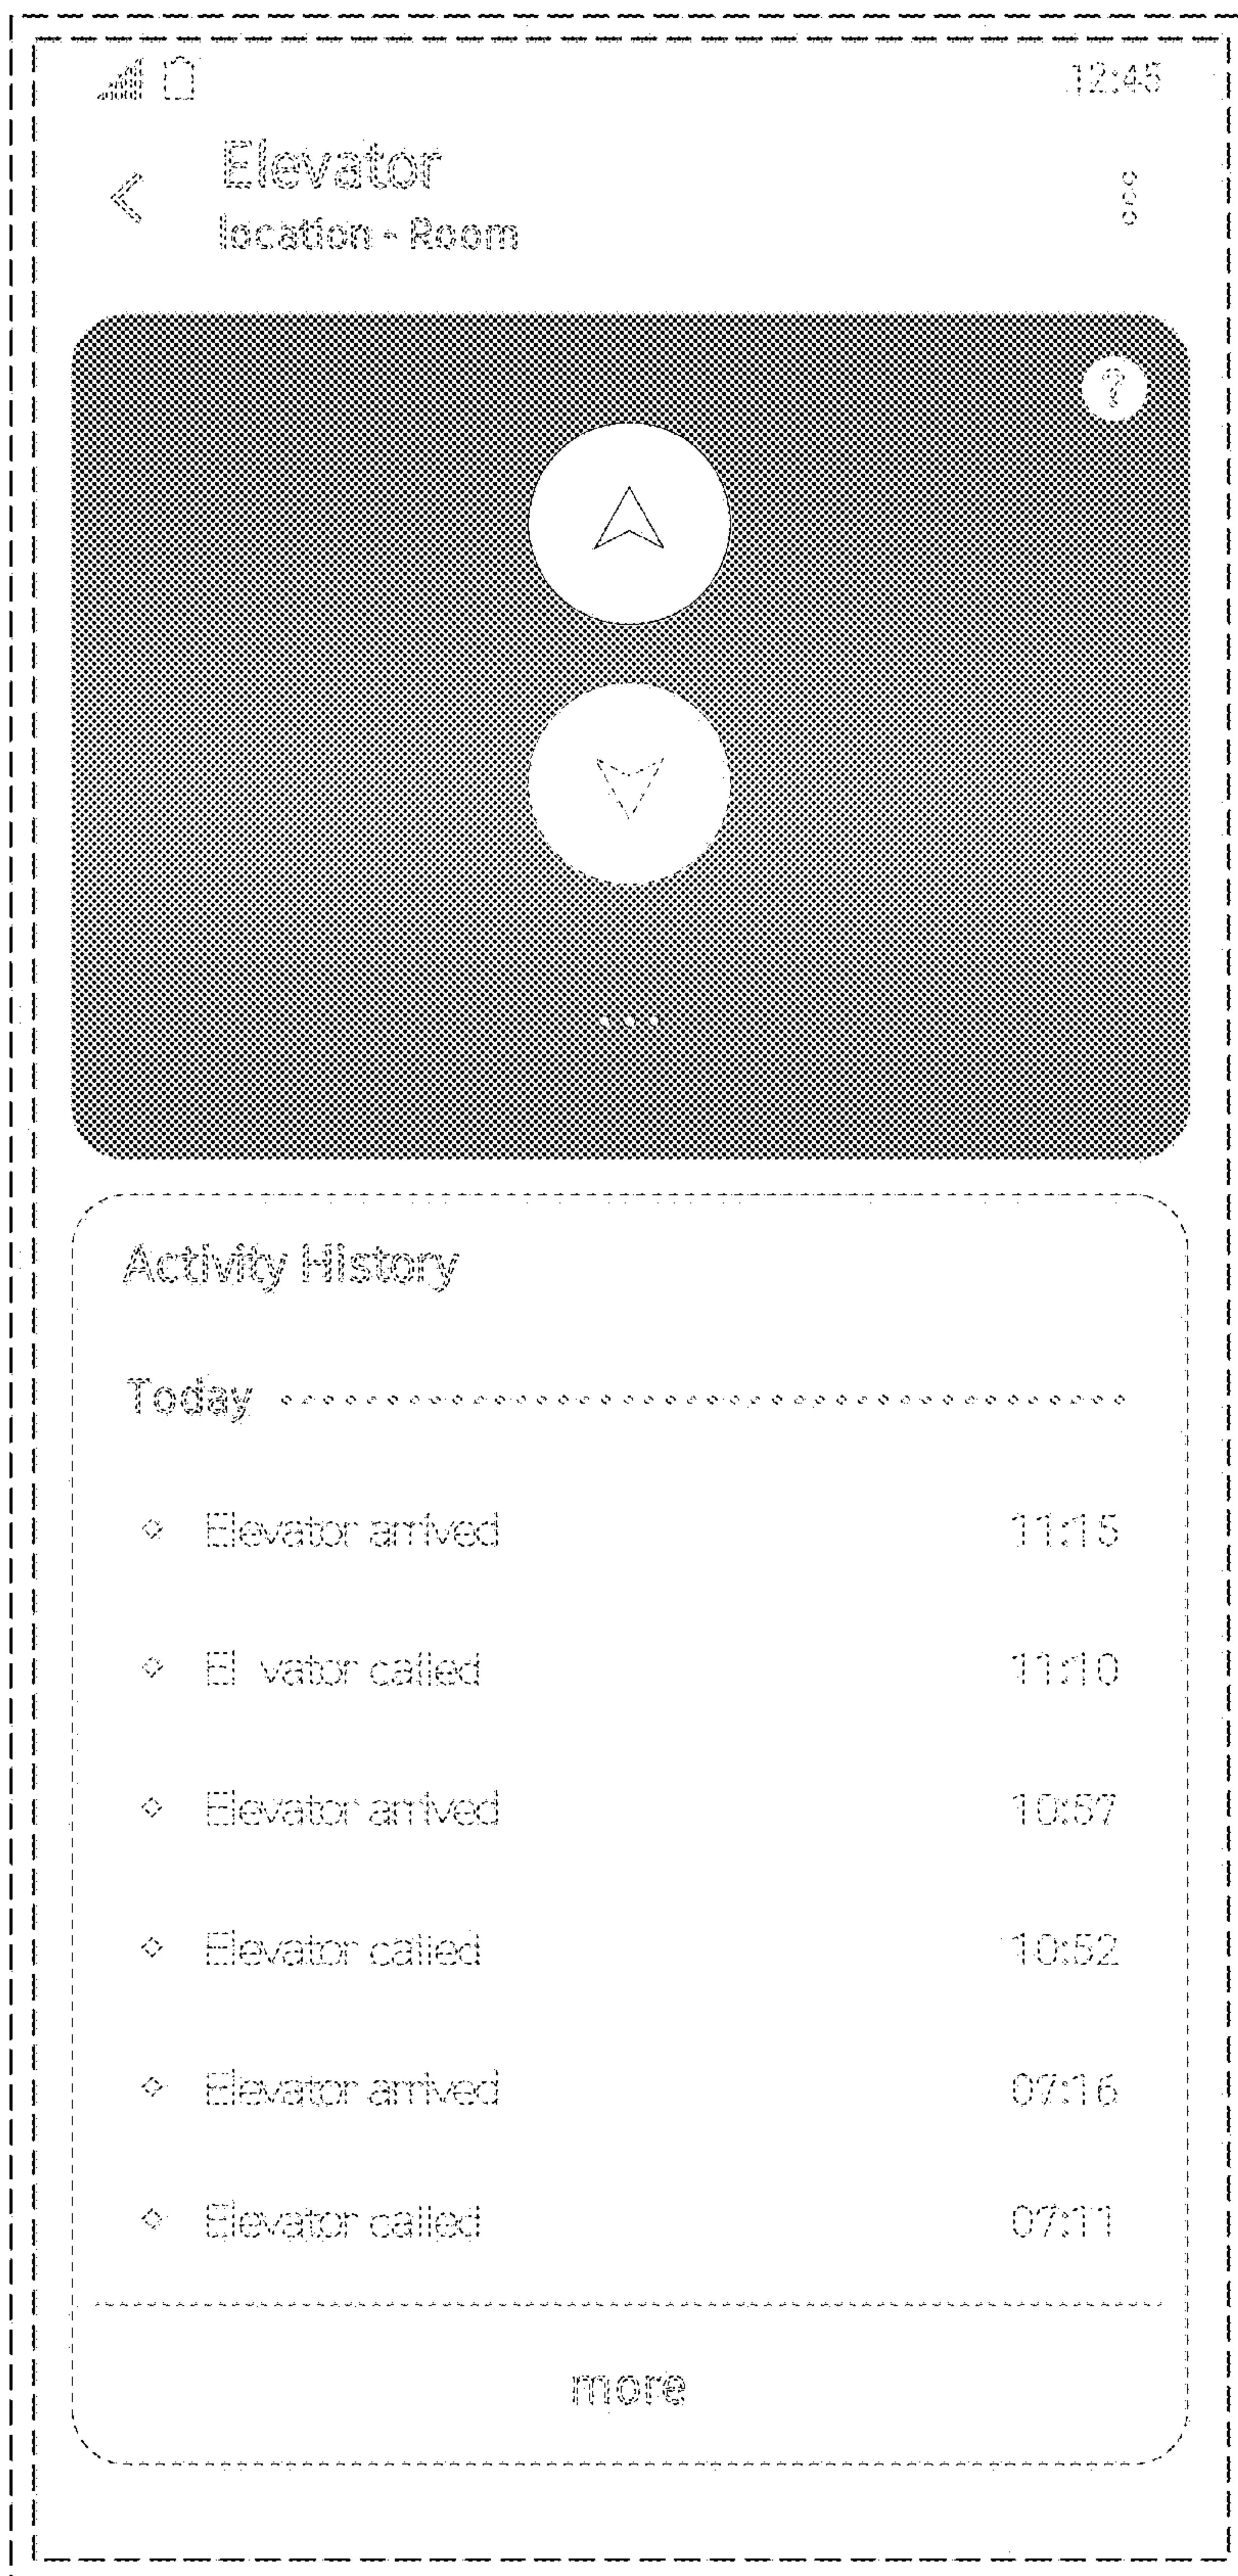 12:45
Elevator
location - Room
?
Activity History
Today
Elevator arrived 11:15
El vator called 11:10
Elevator arrived 10:57
Elevator called 10:52
Elevator arrived 07:16
Elevator called 07:11
more